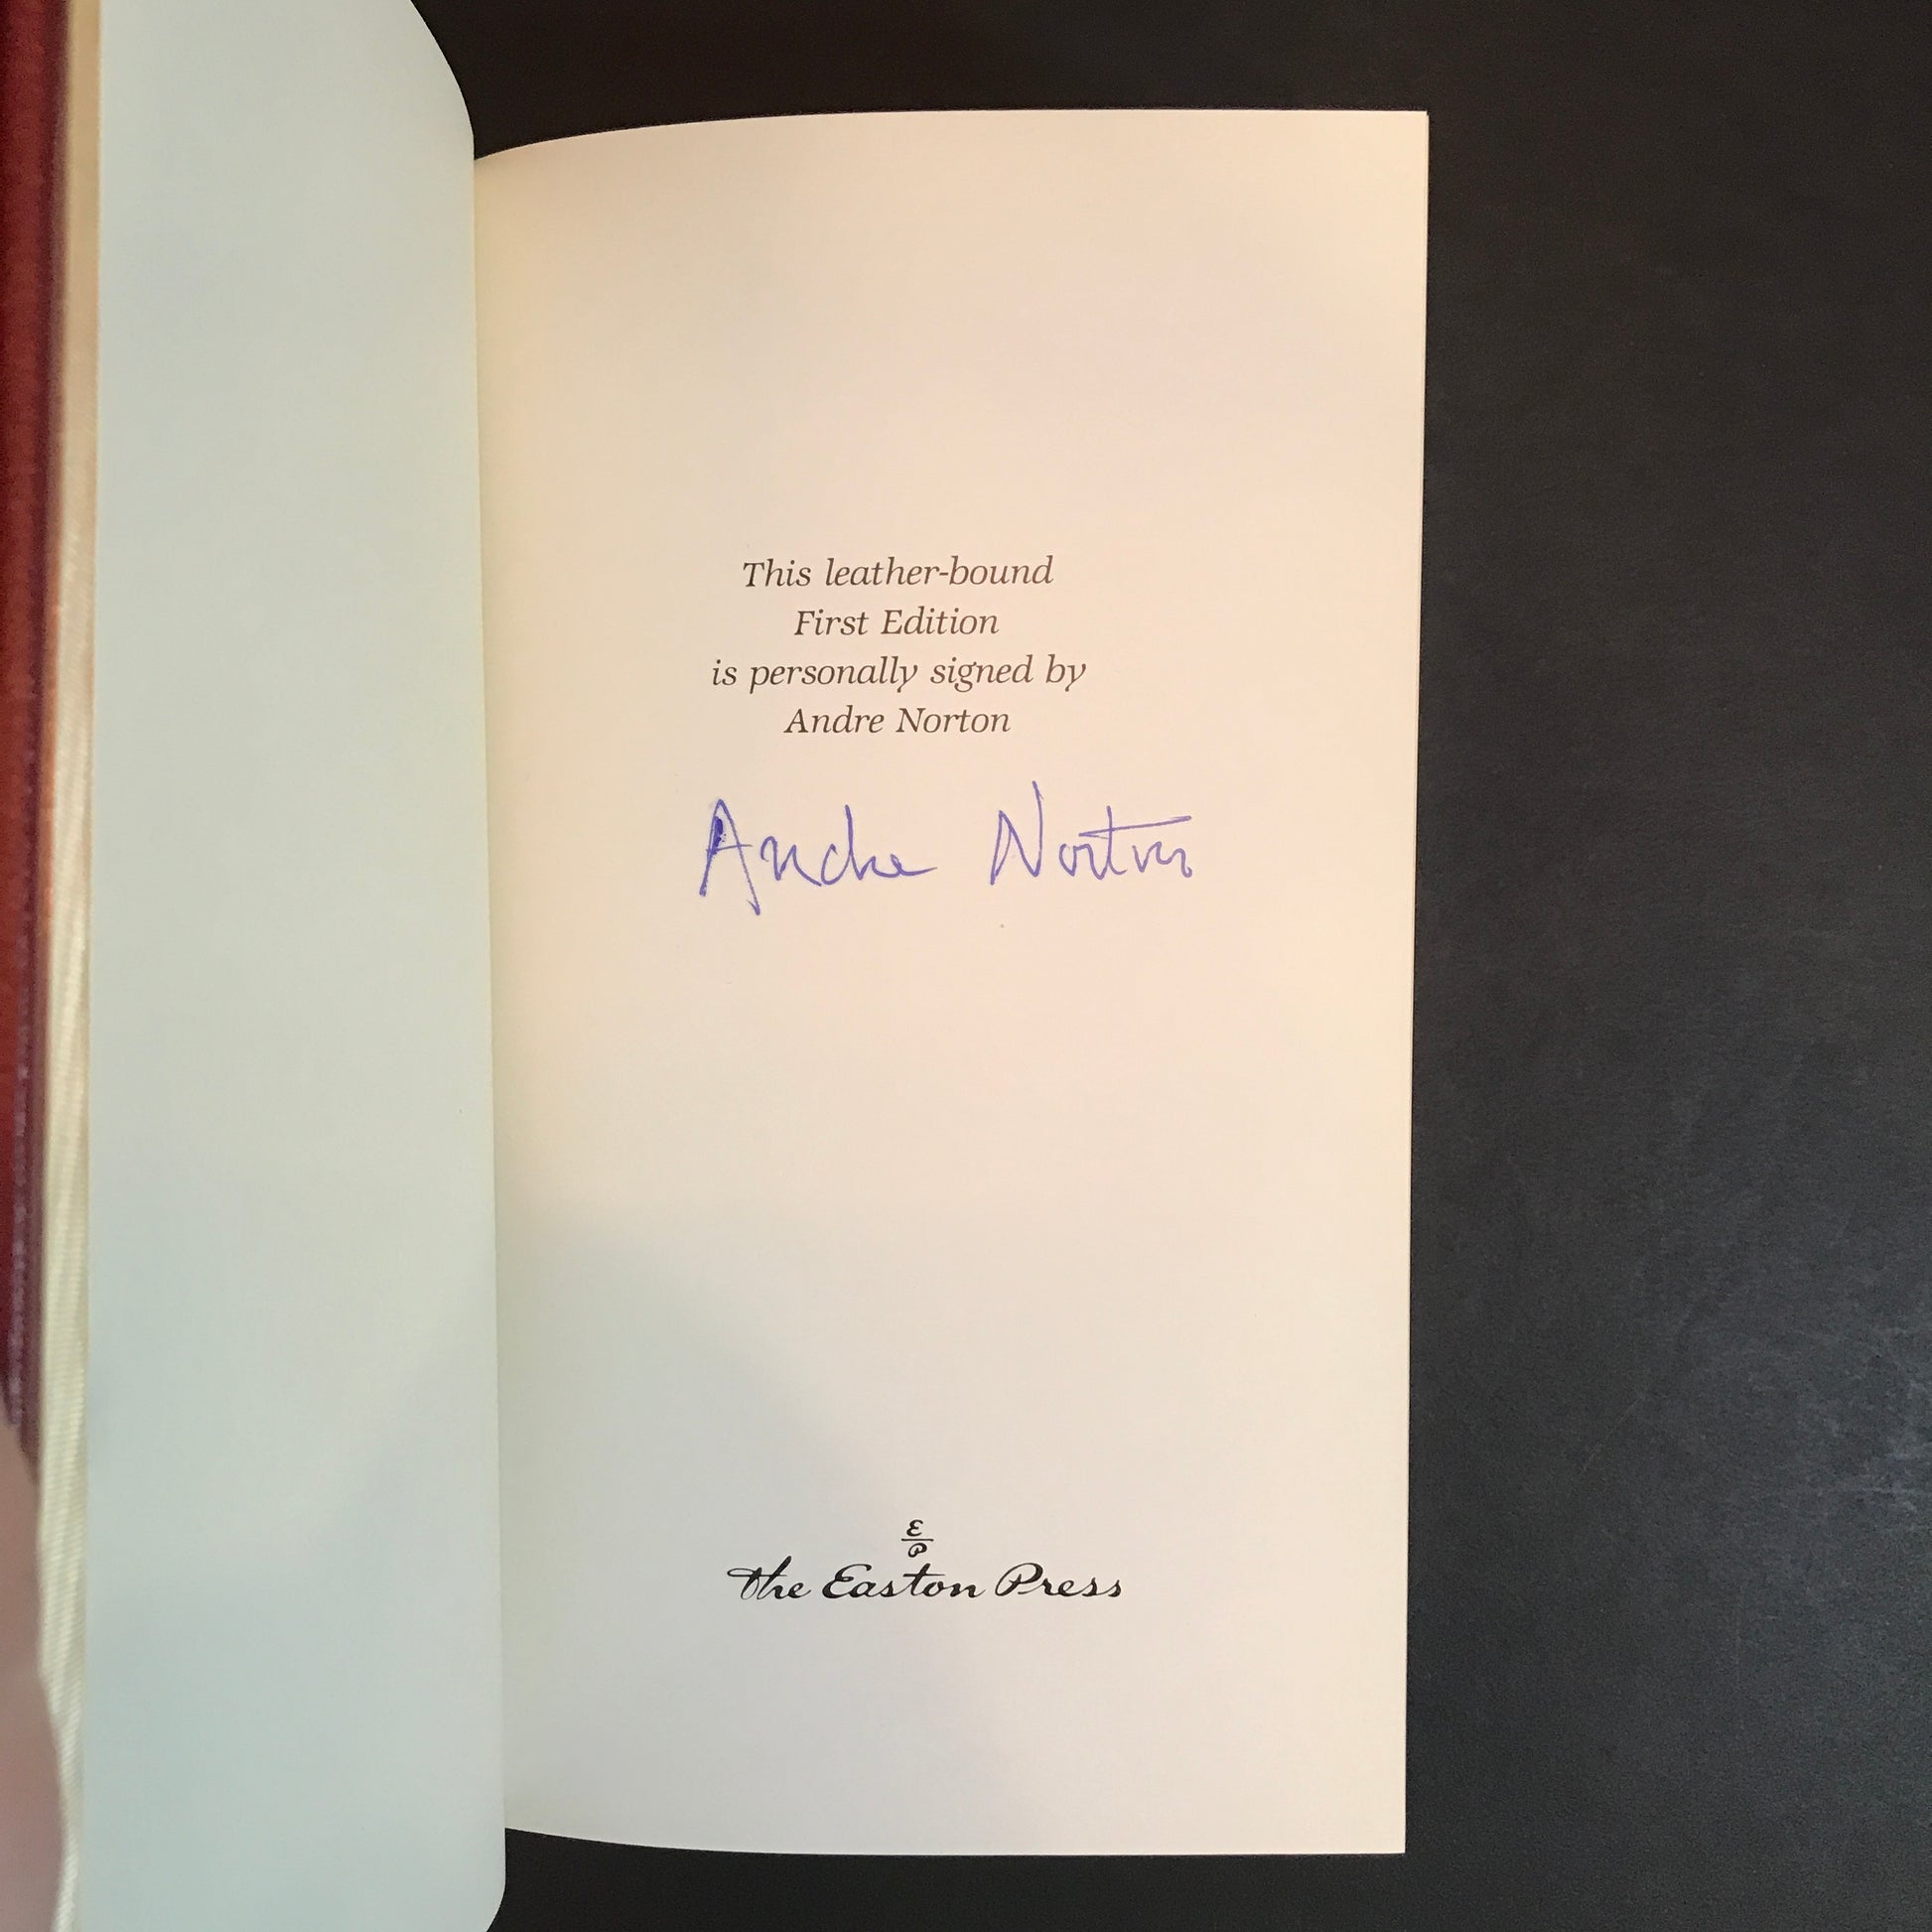 This leather-bound
First Edition
is personally signed by
Andre Norton
Andre Norton
E
P
The Easton Press